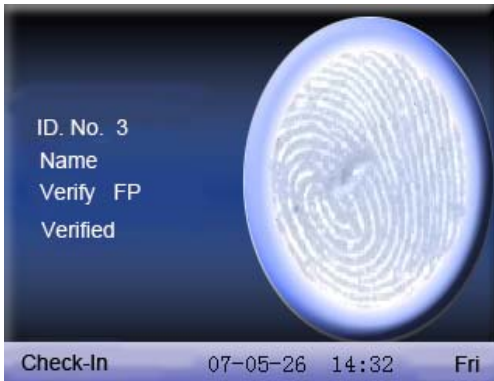 ID. No. 3
Name
Verify FP
Verified
Check-In 07-05-26 14:32 Fri